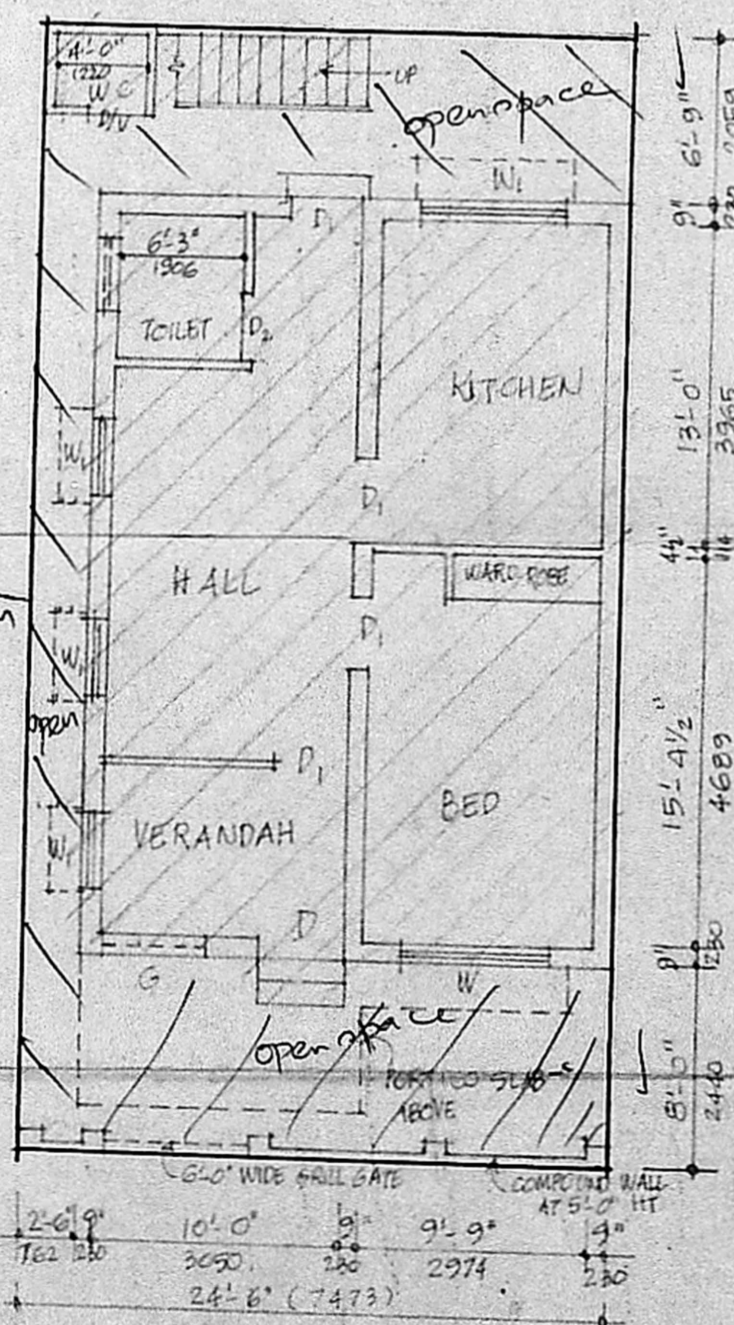 4'-0"
1220
W C
D/V
UP
open space
W1
D1
6'-3"
1906
TOILET
D2
KITCHEN
W1
D1
HALL
WARDROBE
D1
W1
open
D1
VERANDAH
BED
W1
D
G
W
open space
PORTICO SLAB
ABOVE
6'-0" WIDE GRILL GATE
COMPOUND WALL
AT 5'-0" HT
2'-6" 9" 10'-0" 9" 9'-9" 9"
762 230 3050 230 2974 230
24'-6" (7473)
6'-9"
2059
9"
230
13'-0"
3965
4½"
114
15'-4½"
4689
9"
230
8'-0"
2440